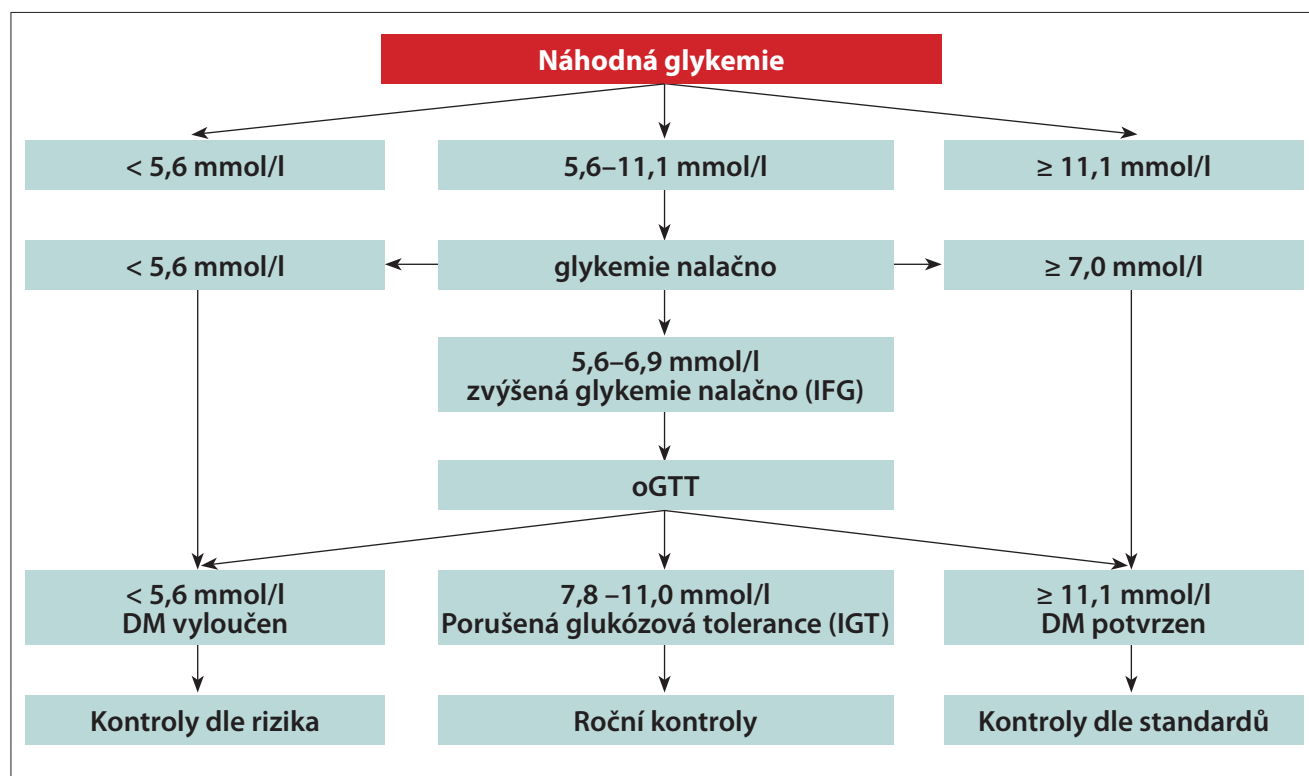 Náhodná glykemie
< 5,6 mmol/l
5,6–11,1 mmol/l
≥ 11,1 mmol/l
< 5,6 mmol/l
glykemie nalačno
≥ 7,0 mmol/l
5,6–6,9 mmol/l
zvýšená glykemie nalačno (IFG)
oGTT
< 5,6 mmol/l
DM vyloučen
7,8 –11,0 mmol/l
Porušená glukózová tolerance (IGT)
≥ 11,1 mmol/l
DM potvrzen
Kontroly dle rizika
Roční kontroly
Kontroly dle standardů